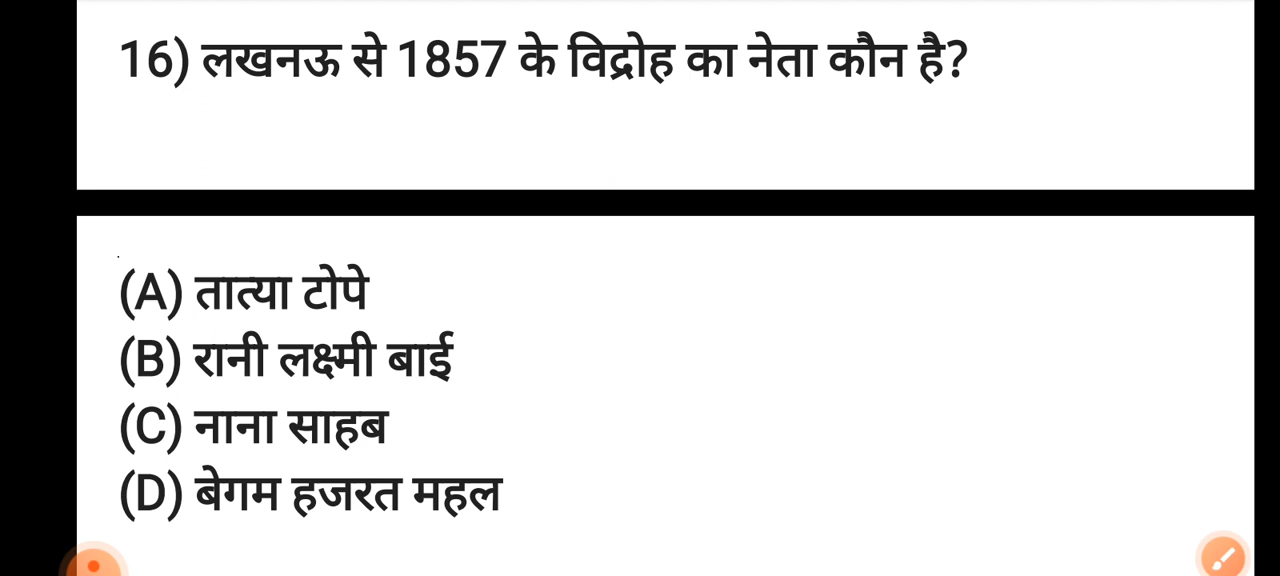 16) लखनऊ से 1857 के विद्रोह का नेता कौन है?
(A) तात्या टोपे
(B) रानी लक्ष्मी बाई
(C) नाना साहब
(D) बेगम हजरत महल